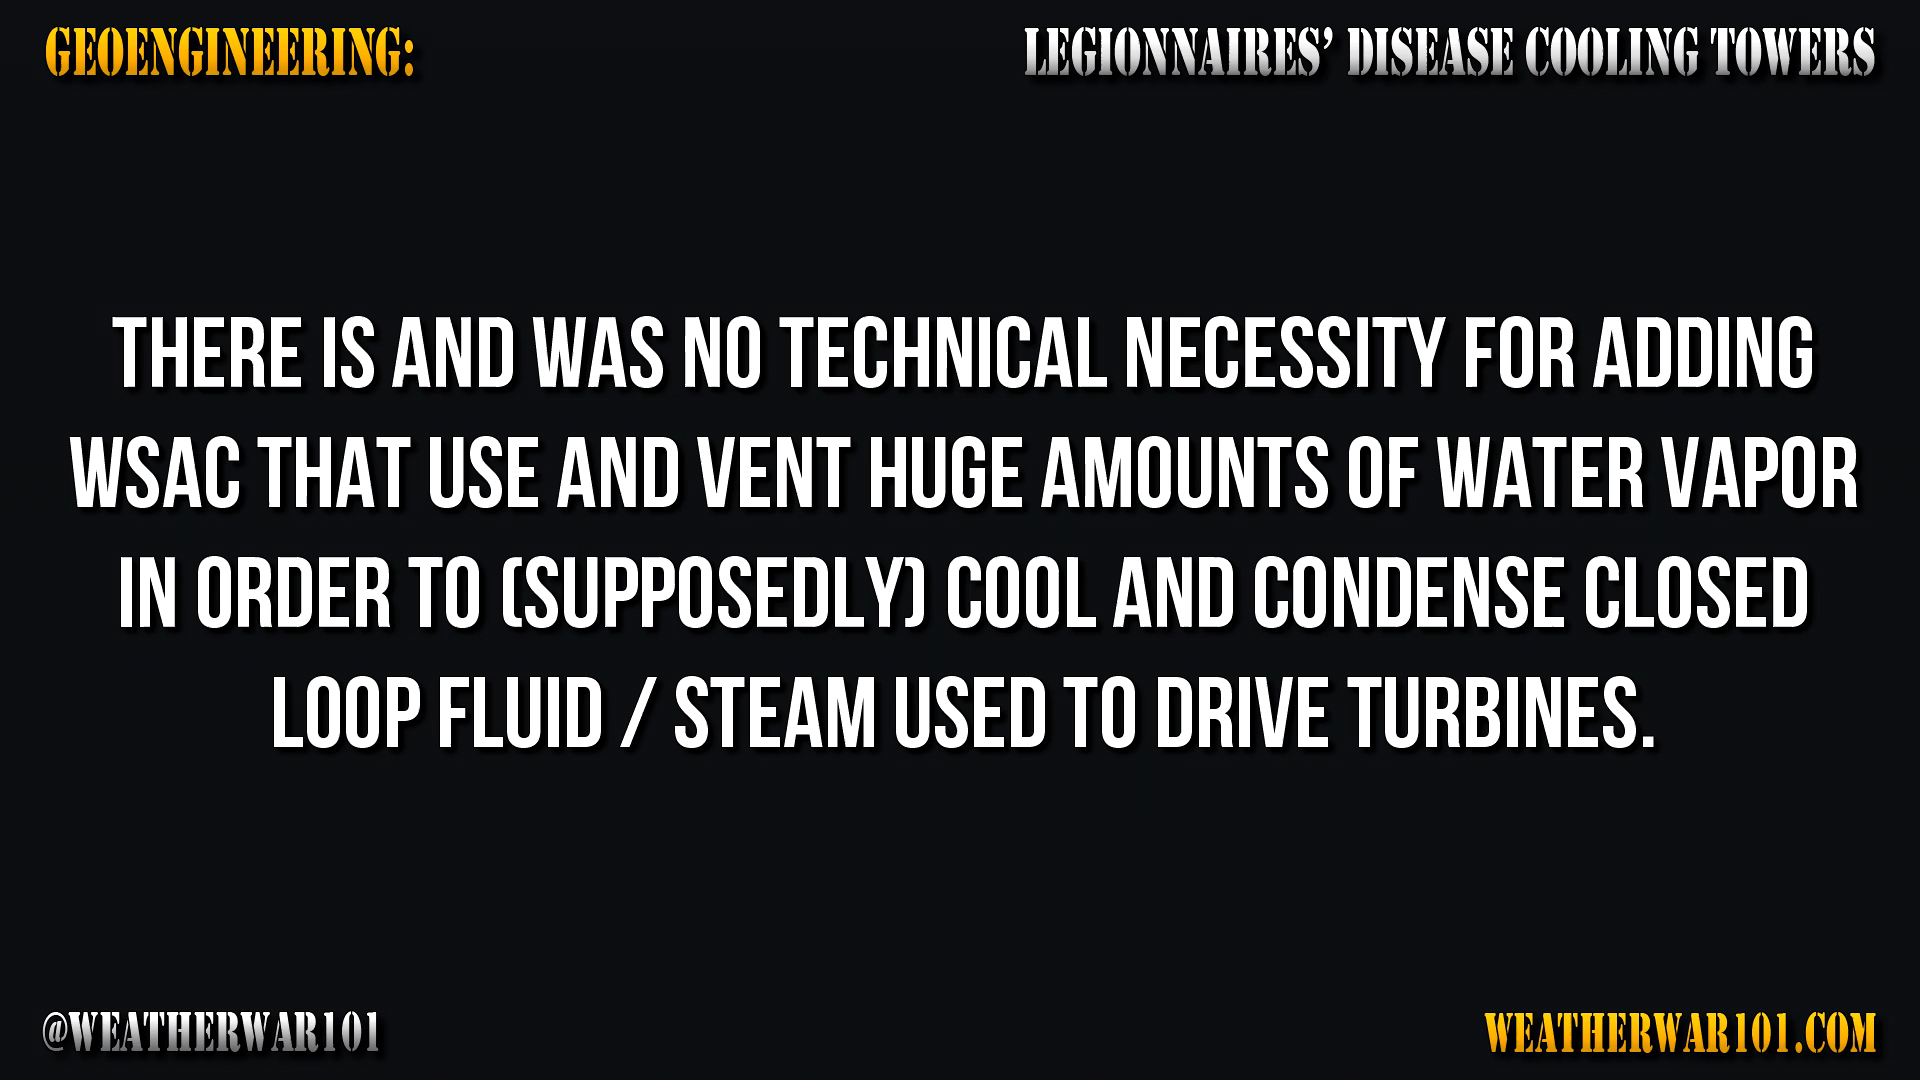 GEOENGINEERING:
LEGIONNAIRES' DISEASE COOLING TOWERS
THERE IS AND WAS NO TECHNICAL NECESSITY FOR ADDING
WSAC THAT USE AND VENT HUGE AMOUNTS OF WATER VAPOR
IN ORDER TO (SUPPOSEDLY) COOL AND CONDENSE CLOSED
LOOP FLUID / STEAM USED TO DRIVE TURBINES.
@WEATHERWAR101
WEATHERWAR101.COM